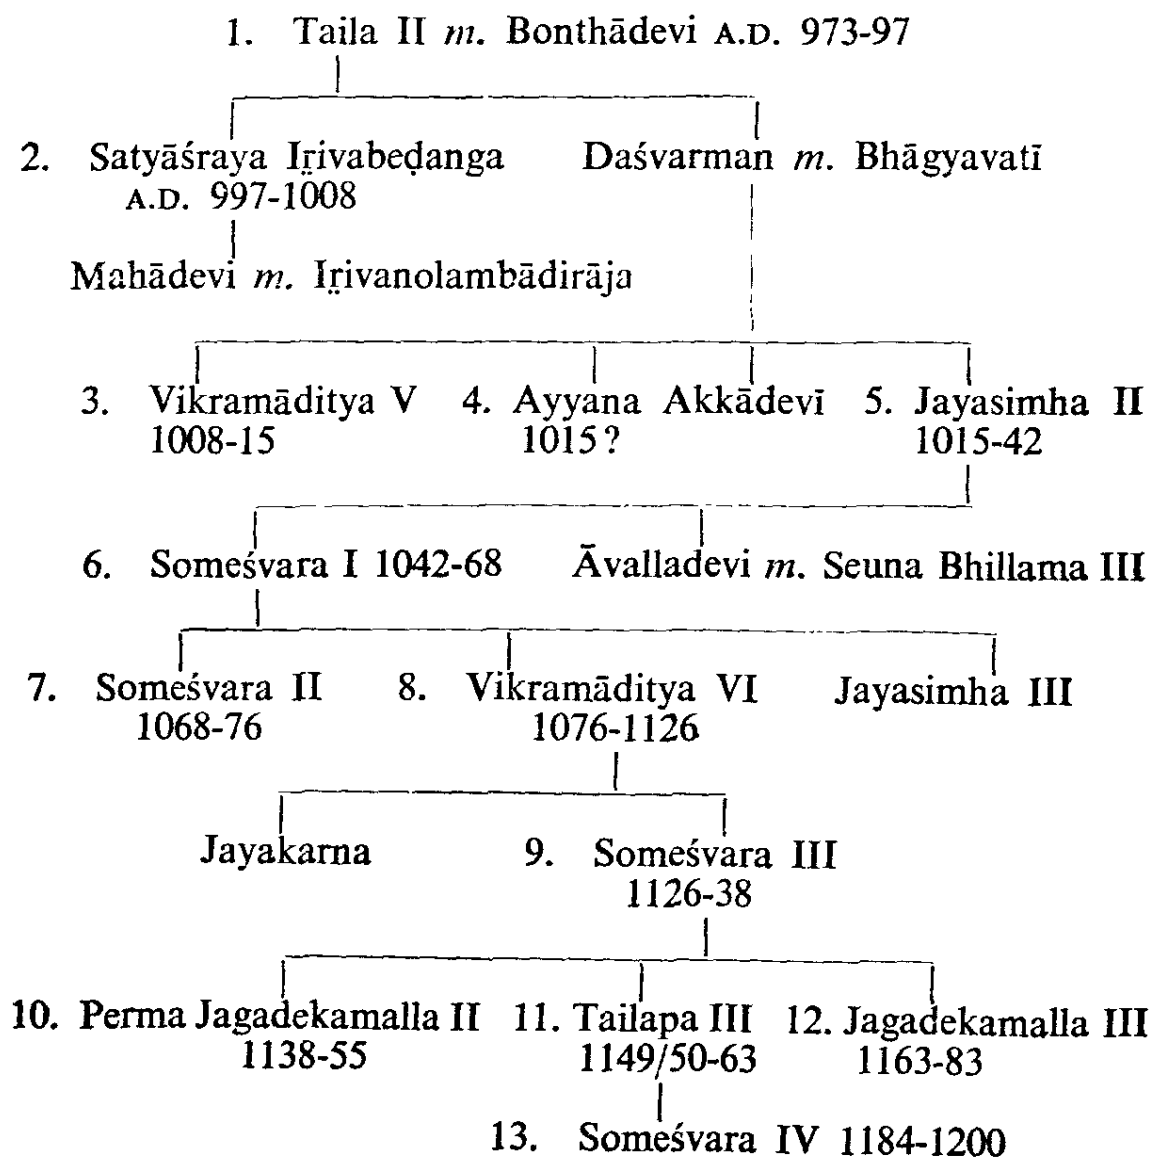 1. Taila II m. Bonthādevi A.D. 973-97
2. Satyāśraya Iṟivabeḍanga Daśvarman m. Bhāgyavatī
A.D. 997-1008
Mahādevi m. Iṟivanolambādirāja
3. Vikramāditya V 4. Ayyana Akkādevī 5. Jayasimha II
1008-15 1015? 1015-42
6. Someśvara I 1042-68 Āvalladevi m. Seuna Bhillama III
7. Someśvara II 8. Vikramāditya VI Jayasimha III
1068-76 1076-1126
Jayakarna 9. Someśvara III
1126-38
10. Perma Jagadekamalla II 11. Tailapa III 12. Jagadekamalla III
1138-55 1149/50-63 1163-83
13. Someśvara IV 1184-1200